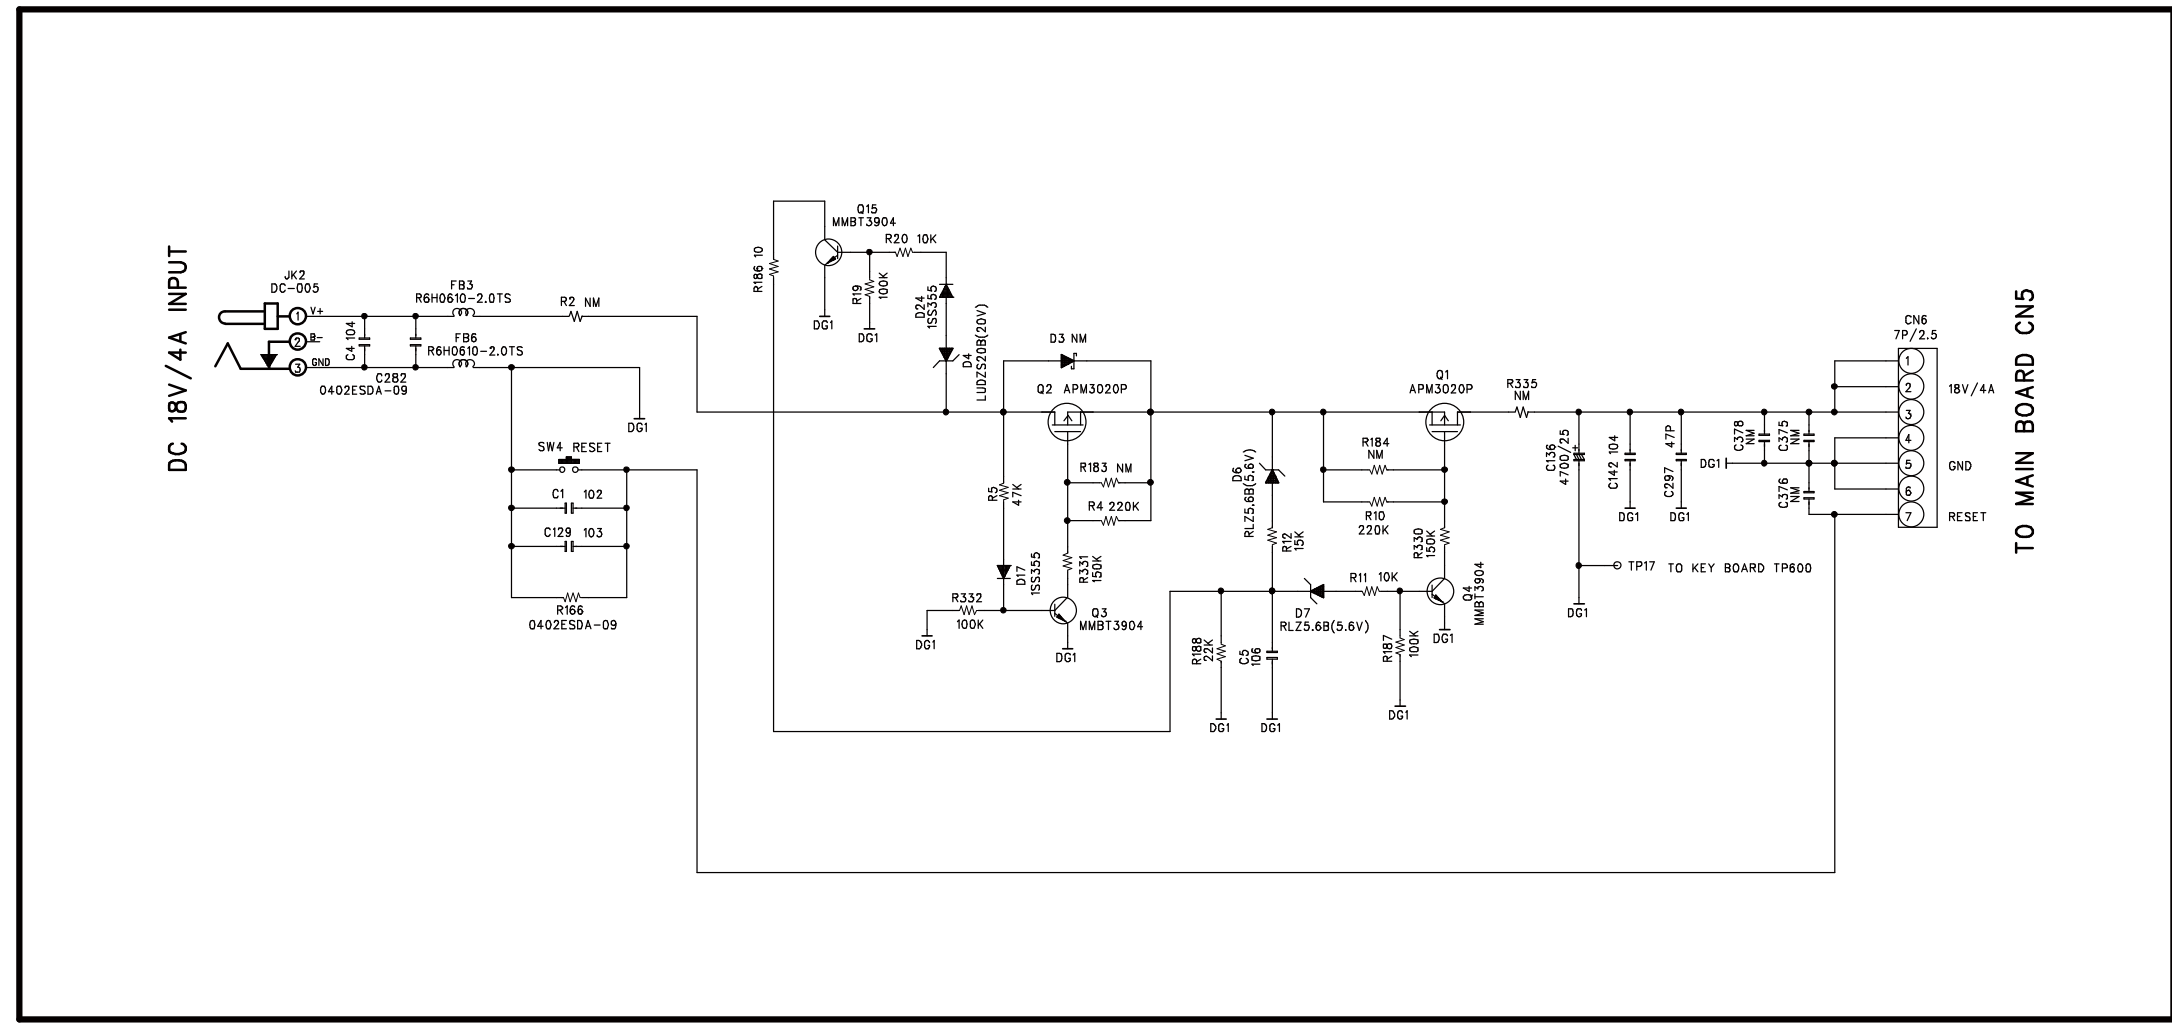 DC 18V/4A INPUT
JK2
DC-005
1
V+
2
B-
3
GND
C4 104
C282
0402ESDA-09
FB3
R6H0610-2.0TS
FB6
R6H0610-2.0TS
R2 NM
DG1
SW4 RESET
C1 102
C129 103
R166
0402ESDA-09
R186 10
Q15
MMBT3904
DG1
R20 10K
R19
100K
DG1
D24
1SS355
D4
LUDZS20B(20V)
D3 NM
Q2 APM3020P
R183 NM
R4 220K
R5
47K
D17
1SS355
R331
150K
R332
100K
DG1
Q3
MMBT3904
DG1
D6
RLZ5.6B(5.6V)
R12
15K
R188
22K
DG1
C5
106
DG1
D7
RLZ5.6B(5.6V)
R11 10K
R187
100K
DG1
Q1
APM3020P
R184
NM
R10
220K
R330
150K
Q4
MMBT3904
DG1
R335
NM
C136
4700/25
+
C142 104
DG1
C297 47P
DG1
TP17 TO KEY BOARD TP600
DG1
DG1
C378
NM
C375
NM
C376
NM
CN6
7P/2.5
1
2
3
4
5
6
7
18V/4A
GND
RESET
TO MAIN BOARD CN5